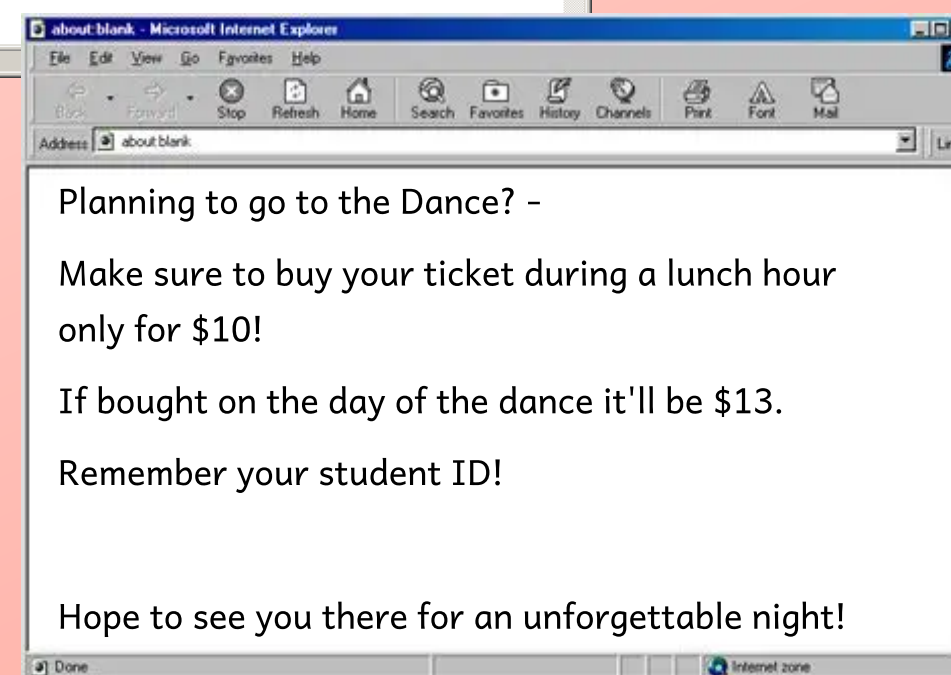 about:blank - Microsoft Internet Explorer
File Edit View Go Favorites Help
Back Forward Stop Refresh Home Search Favorites History Channels Print Font Mail
Address about:blank
Planning to go to the Dance? -
Make sure to buy your ticket during a lunch hour
only for $10!
If bought on the day of the dance it'll be $13.
Remember your student ID!
Hope to see you there for an unforgettable night!
Done Internet zone